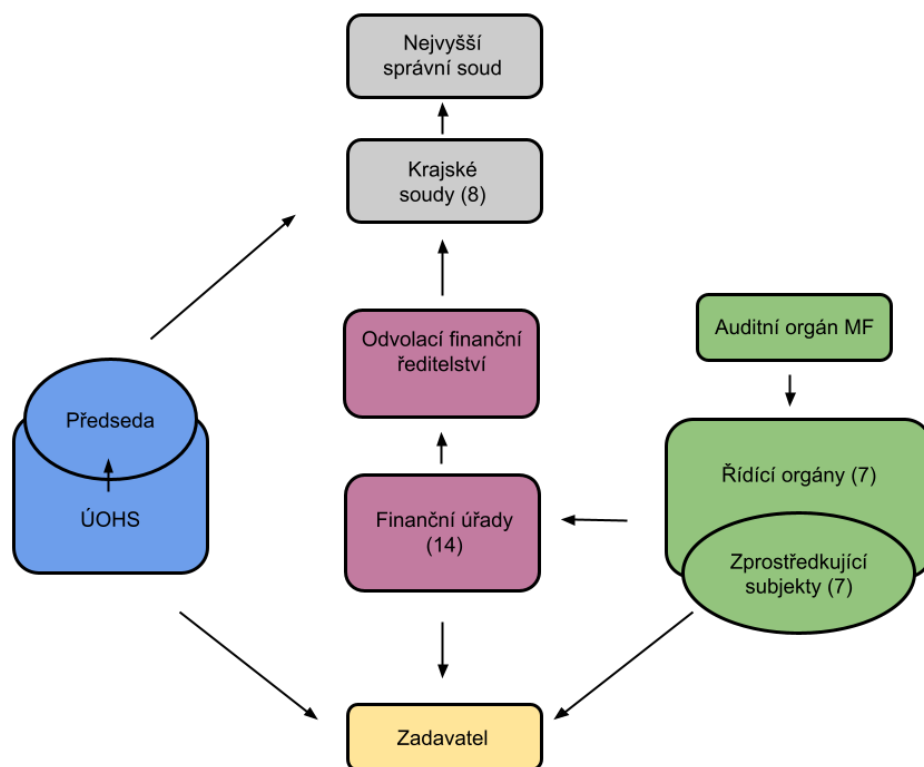 Nejvyšší
správní soud
Krajské
soudy (8)
Odvolací finanční
ředitelství
Auditní orgán MF
Předseda
ÚOHS
Finanční úřady
(14)
Řídící orgány (7)
Zprostředkující
subjekty (7)
Zadavatel